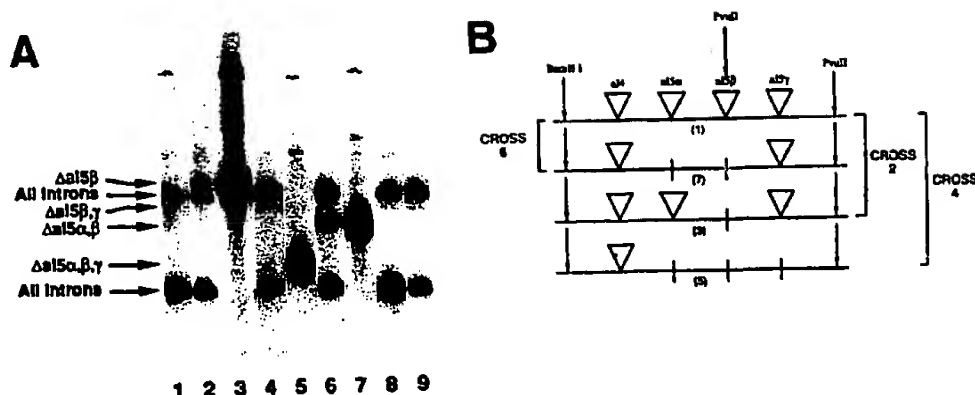 A
Δal5β
All introns
Δal5β,γ
Δal5α,β
Δal5α,β,γ
All introns
1 2 3 4 5 6 7 8 9
B
PvuII
BamH I
al4
al5α
al5β
al5γ
PvuII
(1)
CROSS
6
(7)
CROSS
2
(3)
CROSS
4
(5)